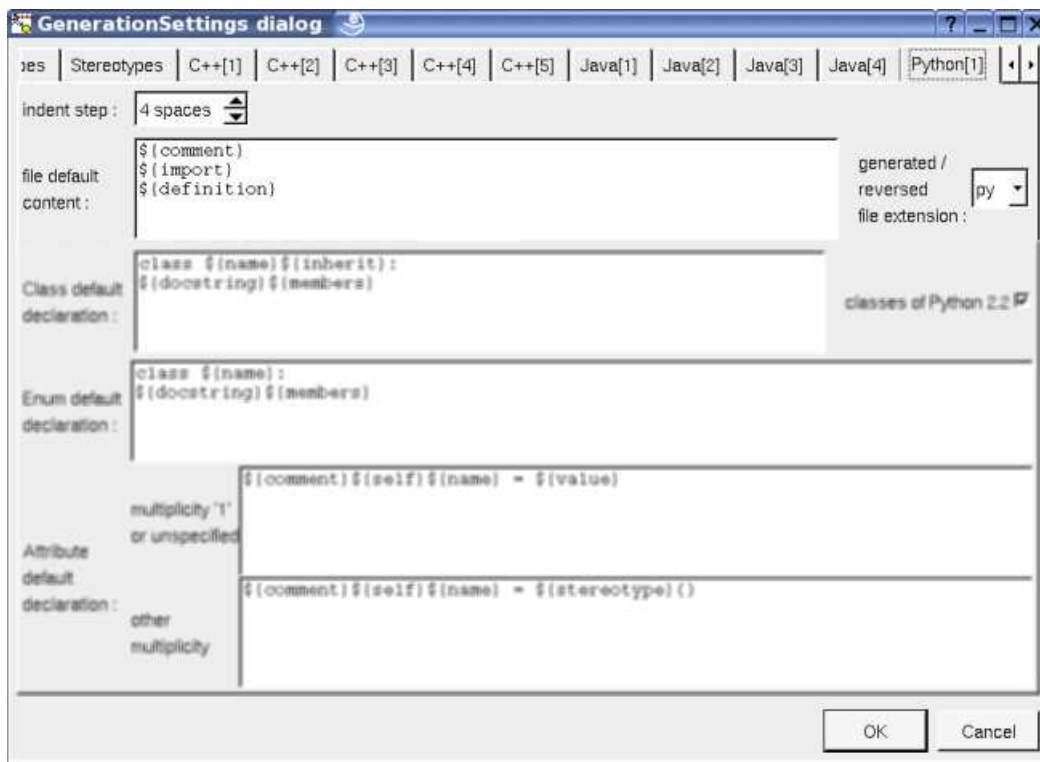 GenerationSettings dialog
pes Stereotypes C++[1] C++[2] C++[3] C++[4] C++[5] Java[1] Java[2] Java[3] Java[4] Python[1]
indent step : 4 spaces
file default
content :
${comment}
${import}
${definition}
generated /
reversed
file extension :
py
Class default
declaration :
class ${name}${inherit}:
${docstring}${members}
classes of Python 2.2
Enum default
declaration :
class ${name}:
${docstring}${members}
Attribute
default
declaration :
multiplicity '1'
or unspecified
${comment}${self}${name} = ${value}
other
multiplicity
${comment}${self}${name} = ${stereotype}()
OK Cancel